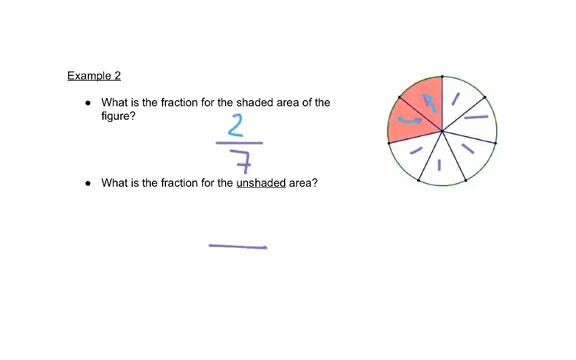 Example 2
● What is the fraction for the shaded area of the
figure?
2
7
● What is the fraction for the unshaded area?